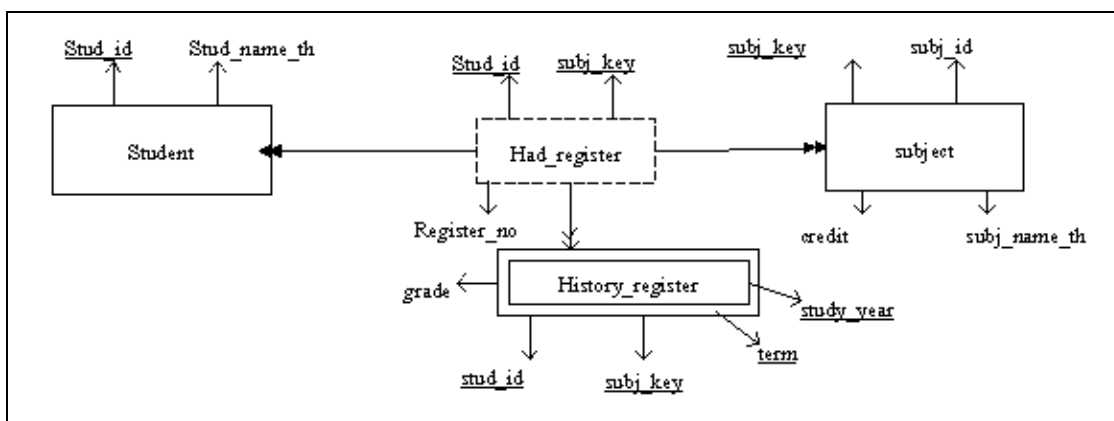 Stud_id
Stud_name_th
Stud_id
subj_key
subj_key
subj_id
Student
Had_register
subject
Register_no
credit
subj_name_th
grade
History_register
study_year
term
stud_id
subj_key